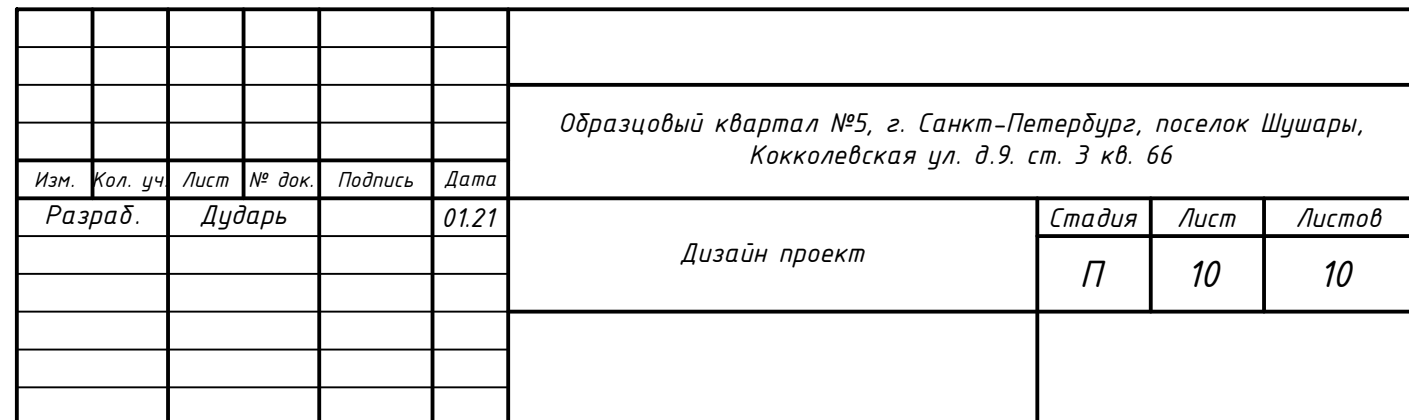 Образцовый квартал №5, г. Санкт-Петербург, поселок Шушары,
Кокколевская ул. д.9. ст. 3 кв. 66
Изм. Кол. уч. Лист № док. Подпись Дата
Разраб. Дударь 01.21
Дизайн проект
Стадия Лист Листов
П 10 10